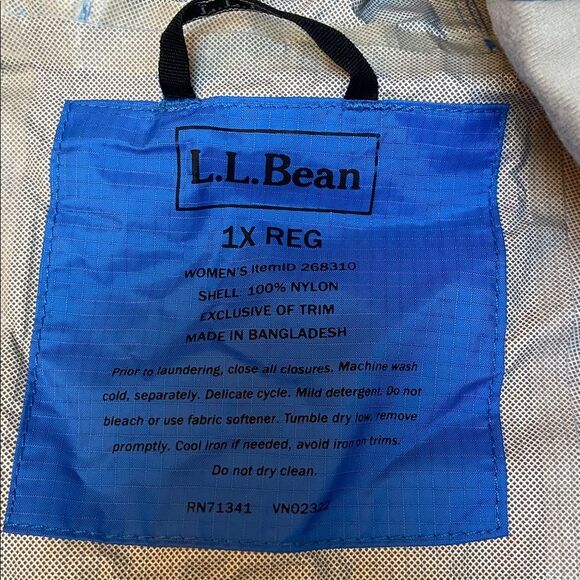 L.L.Bean
1X REG
WOMEN'S ItemID 268310
SHELL 100% NYLON
EXCLUSIVE OF TRIM
MADE IN BANGLADESH
Prior to laundering, close all closures. Machine wash
cold, separately. Delicate cycle. Mild detergent. Do not
bleach or use fabric softener. Tumble dry low, remove
promptly. Cool iron if needed, avoid iron on trims.
Do not dry clean.
RN71341 VN02322